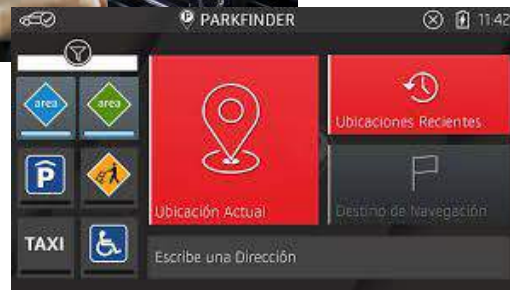 PARKFINDER
11:42
area
area
Ubicaciones Recientes
P
Ubicación Actual
Destino de Navegación
TAXI
Escribe una Dirección